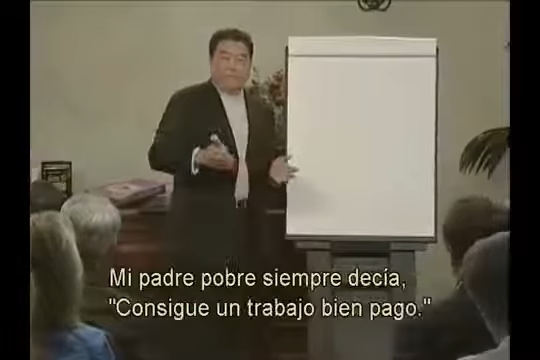 Mi padre pobre siempre decía,
"Consigue un trabajo bien pago."